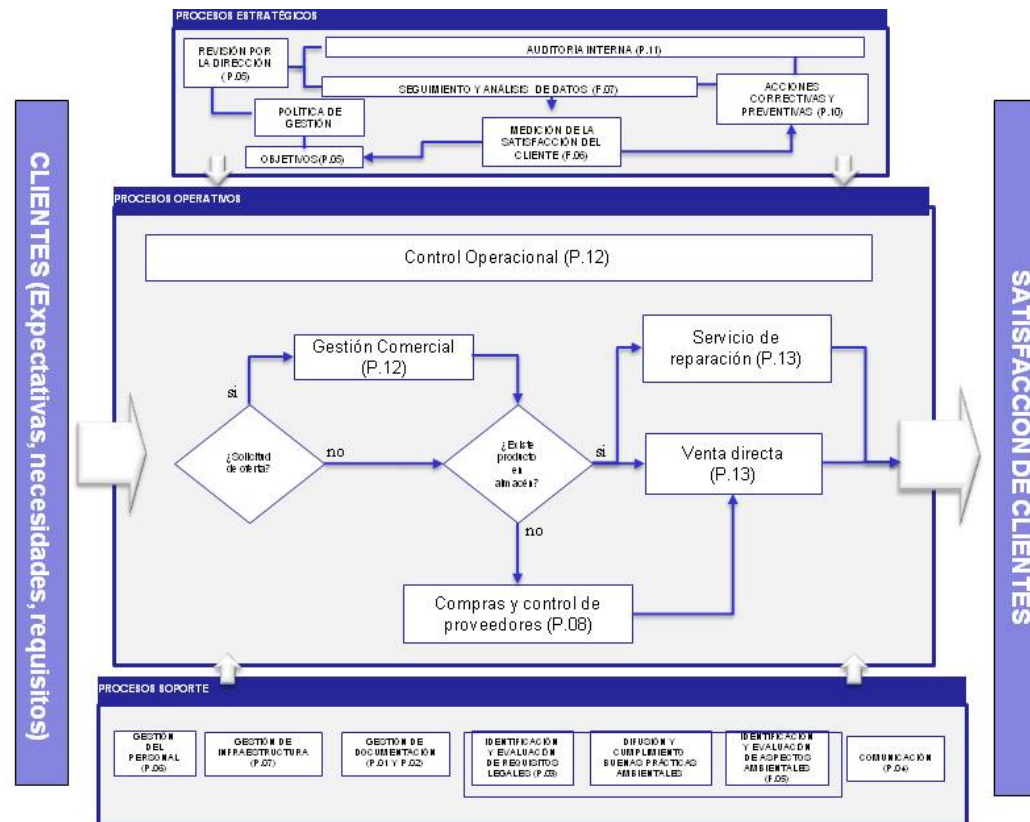 PROCESOS ESTRATÉGICOS
REVISIÓN POR
LA DIRECCIÓN
(P.05)
AUDITORÍA INTERNA (P.11)
SEGUIMIENTO Y ANÁLISIS DE DATOS (P.07)
ACCIONES
CORRECTIVAS Y
PREVENTIVAS (P.10)
POLÍTICA DE
GESTIÓN
MEDICIÓN DE LA
SATISFACCIÓN DEL
CLIENTE (P.06)
OBJETIVOS (P.05)
CLIENTES (Expectativas, necesidades, requisitos)
PROCESOS OPERATIVOS
Control Operacional (P.12)
Gestión Comercial
(P.12)
Servicio de
reparación (P.13)
si
¿Solicitud
de oferta?
no
¿Existe
producto
en
almacén?
si
Venta directa
(P.13)
no
Compras y control de
proveedores (P.08)
SATISFACCION DE CLIENTES
PROCESOS SOPORTE
GESTIÓN
DEL
PERSONAL
(P.06)
GESTIÓN DE
INFRAESTRUCTURA
(P.07)
GESTIÓN DE
DOCUMENTACIÓN
(P.01 Y P.02)
IDENTIFICACIÓN
Y EVALUACIÓN
DE REQUISITOS
LEGALES (P.03)
DIFUSIÓN Y
CUMPLIMIENTO
BUENAS PRÁCTICAS
AMBIENTALES
IDENTIFICACIÓN
Y EVALUACIÓN
DE ASPECTOS
AMBIENTALES
(P.05)
COMUNICACIÓN
(P.04)